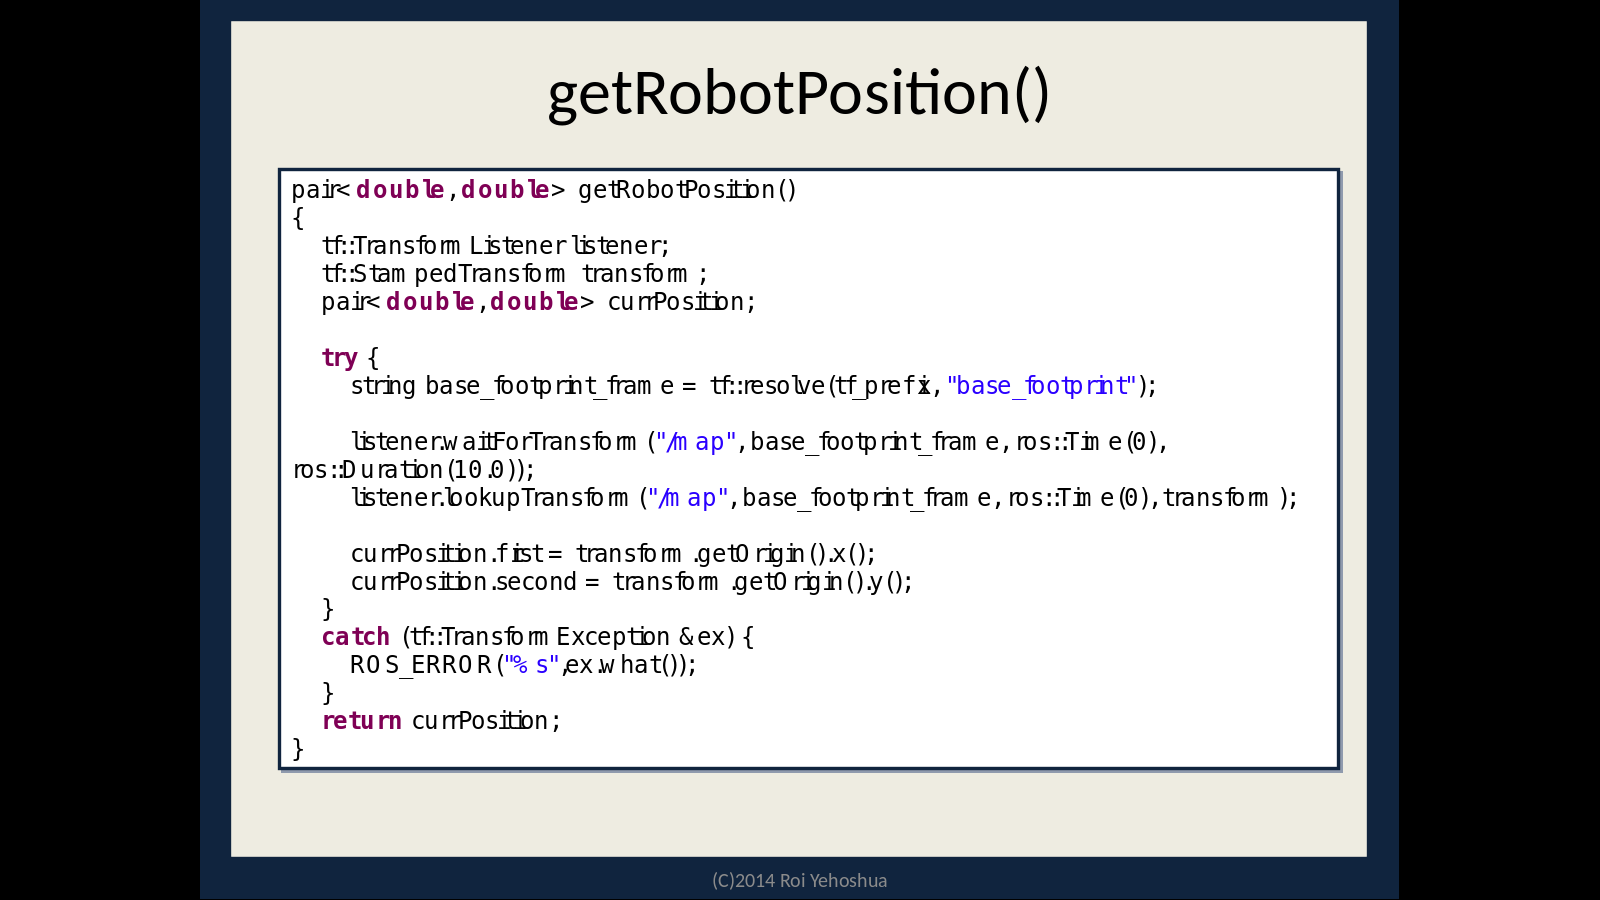 getRobotPosition()
pair<double,double> getRobotPosition()
{
  tf::TransformListener listener;
  tf::StampedTransform transform;
  pair<double,double> currPosition;

  try {
    string base_footprint_frame = tf::resolve(tf_prefix, "base_footprint");

    listener.waitForTransform("/map", base_footprint_frame, ros::Time(0),
ros::Duration(10.0));
    listener.lookupTransform("/map", base_footprint_frame, ros::Time(0), transform);

    currPosition.first = transform.getOrigin().x();
    currPosition.second = transform.getOrigin().y();
  }
  catch (tf::TransformException &ex) {
    ROS_ERROR("%s",ex.what());
  }
  return currPosition;
}
(C)2014 Roi Yehoshua